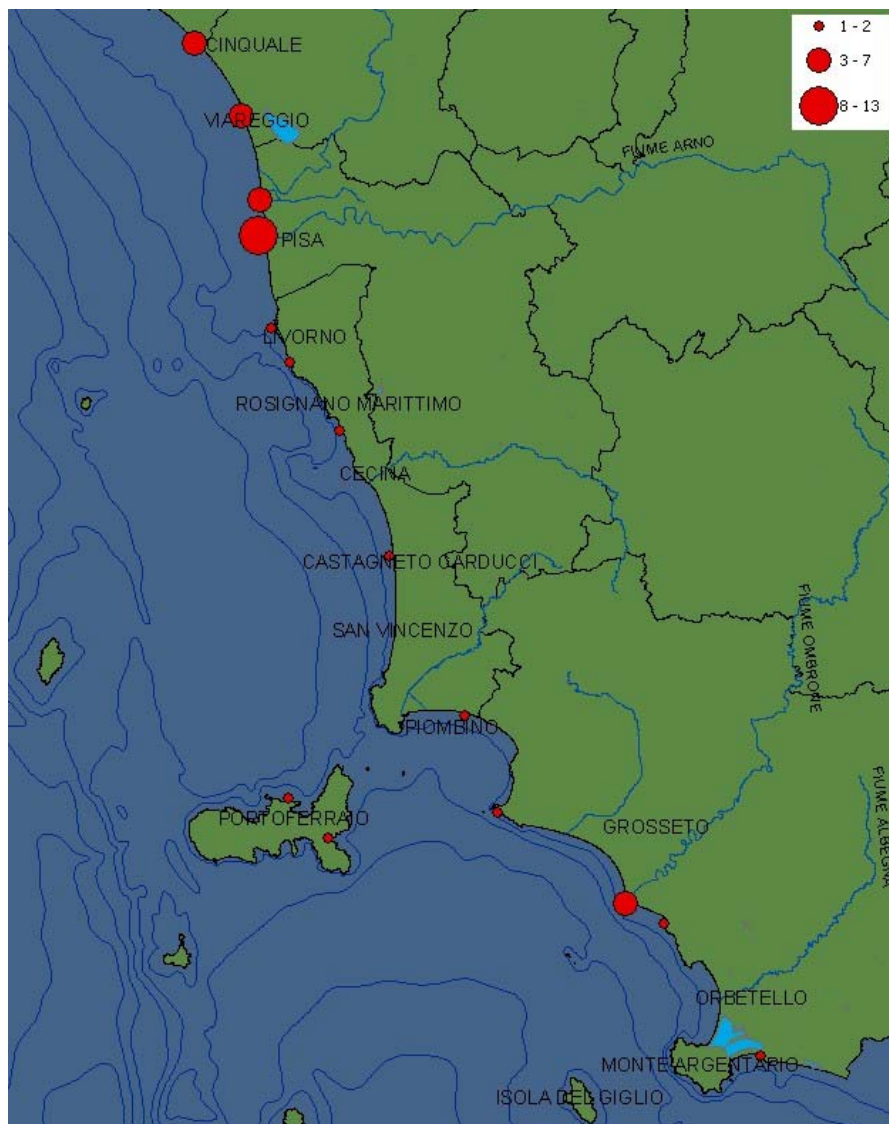 1 - 2
3 - 7
8 - 13
CINQUALE
VIAREGGIO
FIUME ARNO
PISA
LIVORNO
ROSIGNANO MARITTIMO
CECINA
CASTAGNETO CARDUCCI
SAN VINCENZO
FIUME OMBRONE
PIOMBINO
FIUME ALBEGNA
PORTOFERRAIO
GROSSETO
ORBETELLO
MONTE ARGENTARIO
ISOLA DEL GIGLIO